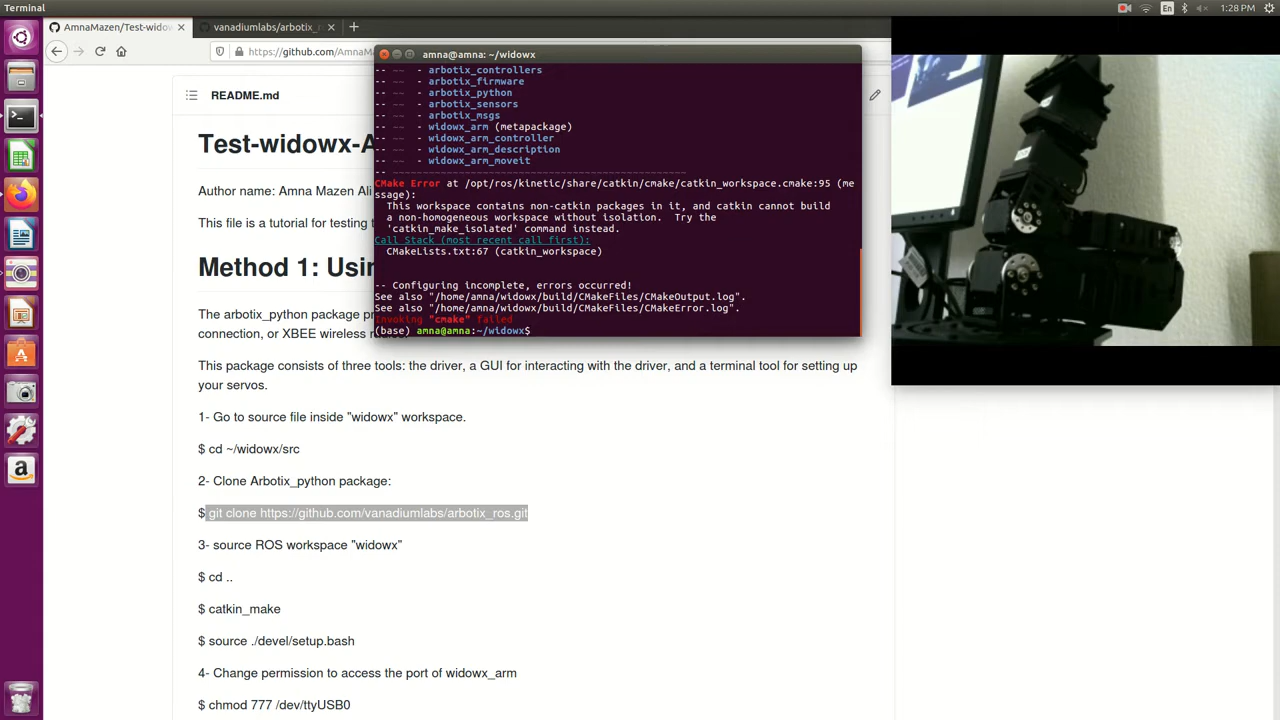 Terminal
En
1:28 PM
AmnaMazen/Test-widow
vanadiumlabs/arbotix_r
https://github.com/AmnaM
amna@amna: ~/widowx
-- ~~  - arbotix_controllers
-- ~~  - arbotix_firmware
-- ~~  - arbotix_python
-- ~~  - arbotix_sensors
-- ~~  - arbotix_msgs
-- ~~  - widowx_arm (metapackage)
-- ~~  - widowx_arm_controller
-- ~~  - widowx_arm_description
-- ~~  - widowx_arm_moveit
-- ~~~~~~~~~~~~~~~~~~~~~~~~~~~~~~~~~~~~~~~~~~~~~~~~~
CMake Error at /opt/ros/kinetic/share/catkin/cmake/catkin_workspace.cmake:95 (me
ssage):
This workspace contains non-catkin packages in it, and catkin cannot build
a non-homogeneous workspace without isolation. Try the
'catkin_make_isolated' command instead.
Call Stack (most recent call first):
CMakeLists.txt:67 (catkin_workspace)
-- Configuring incomplete, errors occurred!
See also "/home/amna/widowx/build/CMakeFiles/CMakeOutput.log".
See also "/home/amna/widowx/build/CMakeFiles/CMakeError.log".
Invoking "cmake" failed
(base) amna@amna:~/widowx$
README.md
Test-widowx-A
Author name: Amna Mazen Ali
This file is a tutorial for testing t
Method 1: Usin
The arbotix_python package pr
connection, or XBEE wireless
This package consists of three tools: the driver, a GUI for interacting with the driver, and a terminal tool for setting up
your servos.
1- Go to source file inside "widowx" workspace.
$ cd ~/widowx/src
2- Clone Arbotix_python package:
$ git clone https://github.com/vanadiumlabs/arbotix_ros.git
3- source ROS workspace "widowx"
$ cd ..
$ catkin_make
$ source ./devel/setup.bash
4- Change permission to access the port of widowx_arm
$ chmod 777 /dev/ttyUSB0